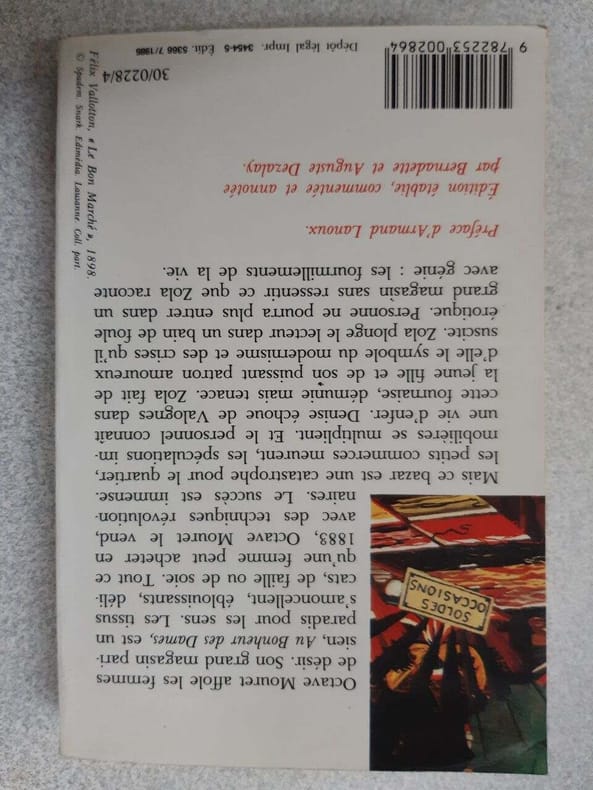 SOLDES
OCCASIONS
Octave Mouret affole les femmes
de désir. Son grand magasin pari-
sien, Au Bonheur des Dames, est un
paradis pour les sens. Les tissus
s'amoncellent, éblouissants, déli-
cats, de faille ou de soie. Tout ce
qu'une femme peut acheter en
1883, Octave Mouret le vend,
avec des techniques révolution-
naires. Le succès est immense.
Mais ce bazar est une catastrophe pour le quartier,
les petits commerces meurent, les spéculations im-
mobilières se multiplient. Et le personnel connaît
une vie d'enfer. Denise échoue de Valognes dans
cette fournaise, démunie mais tenace. Zola fait de
la jeune fille et de son puissant patron amoureux
d'elle le symbole du modernisme et des crises qu'il
suscite. Zola plonge le lecteur dans un bain de foule
érotique. Personne ne pourra plus entrer dans un
grand magasin sans ressentir ce que Zola raconte
avec génie : les fourmillements de la vie.
Préface d'Armand Lanoux.
Édition établie, commentée et annotée
par Bernadette et Auguste Dezalay.
Félix Vallotton, « Le Bon Marché », 1898.
© Spadem. Snark. Edimédia. Lausanne. Coll. part.
30/0228/4
9 782253 002864
Dépôt légal Impr. 3454-5 Édit. 5366 7/1986